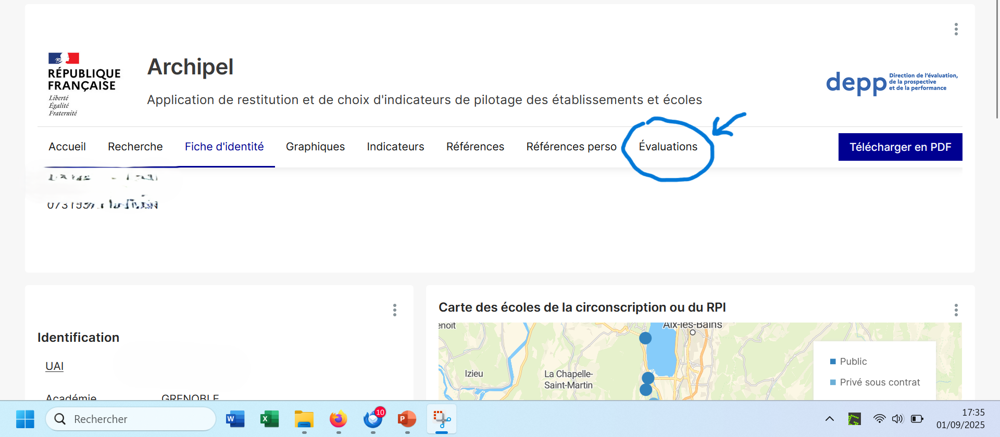 RÉPUBLIQUE
FRANÇAISE
Liberté
Égalité
Fraternité
Archipel
Application de restitution et de choix d'indicateurs de pilotage des établissements et écoles
depp
Direction de l'évaluation,
de la prospective
et de la performance
Accueil Recherche Fiche d'identité Graphiques Indicateurs Références Références perso Évaluations Télécharger en PDF
Identification
UAI
Académie GRENOBLE
Carte des écoles de la circonscription ou du RPI
Aix-les-Bains
Izieu
La Chapelle-
Saint-Martin
Public
Privé sous contrat
Rechercher
10
17:35
01/09/2025